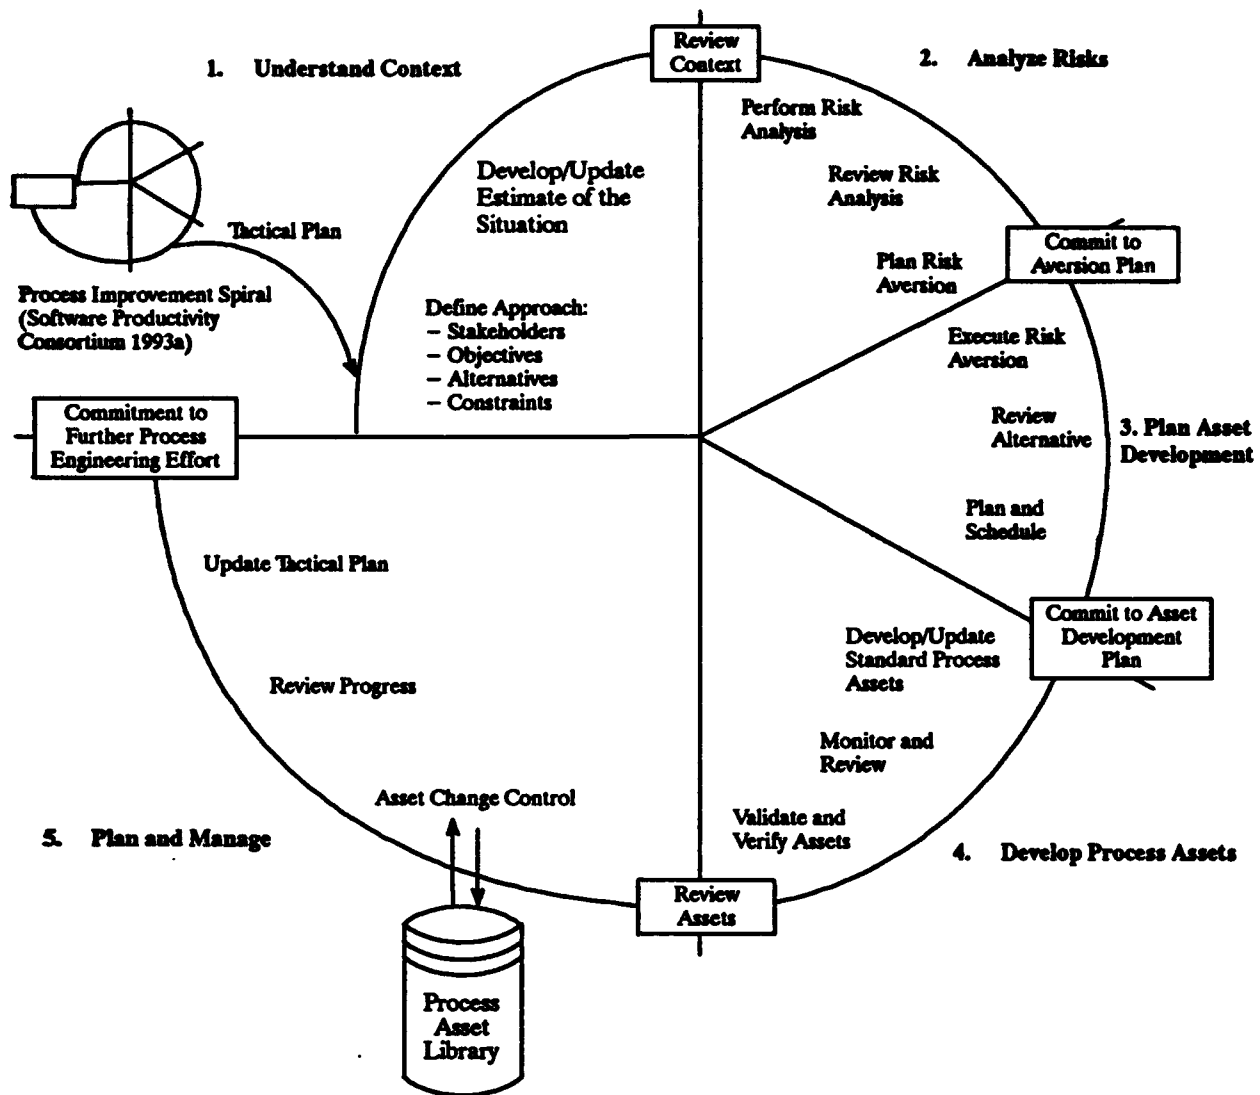 Review
Context
1. Understand Context
2. Analyze Risks
Perform Risk
Analysis
Develop/Update
Estimate of the
Situation
Review Risk
Analysis
Tactical Plan
Commit to
Aversion Plan
Plan Risk
Aversion
Process Improvement Spiral
(Software Productivity
Consortium 1993a)
Define Approach:
– Stakeholders
– Objectives
– Alternatives
– Constraints
Execute Risk
Aversion
Commitment to
Further Process
Engineering Effort
Review
Alternative
3. Plan Asset
Development
Plan and
Schedule
Update Tactical Plan
Commit to Asset
Development
Plan
Develop/Update
Standard Process
Assets
Review Progress
Monitor and
Review
Asset Change Control
Validate and
Verify Assets
5. Plan and Manage
4. Develop Process Assets
Review
Assets
Process
Asset
Library